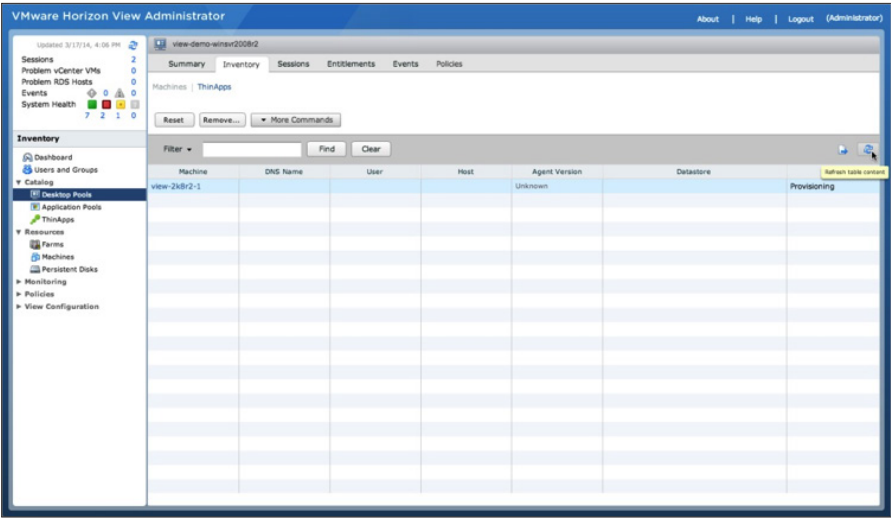 VMware Horizon View Administrator
About | Help | Logout (Administrator)
Updated 3/17/14, 4:06 PM
Sessions 2
Problem vCenter VMs 0
Problem RDS Hosts 0
Events 0 0
System Health
7 2 1 0
Inventory
Dashboard
Users and Groups
Catalog
Desktop Pools
Application Pools
ThinApps
Resources
Farms
Machines
Persistent Disks
Monitoring
Policies
View Configuration
view-demo-winsvr2008r2
Summary Inventory Sessions Entitlements Events Policies
Machines | ThinApps
Reset Remove... More Commands
Filter Find Clear
Refresh table content
Machine DNS Name User Host Agent Version Datastore
view-2k8r2-1 Unknown Provisioning